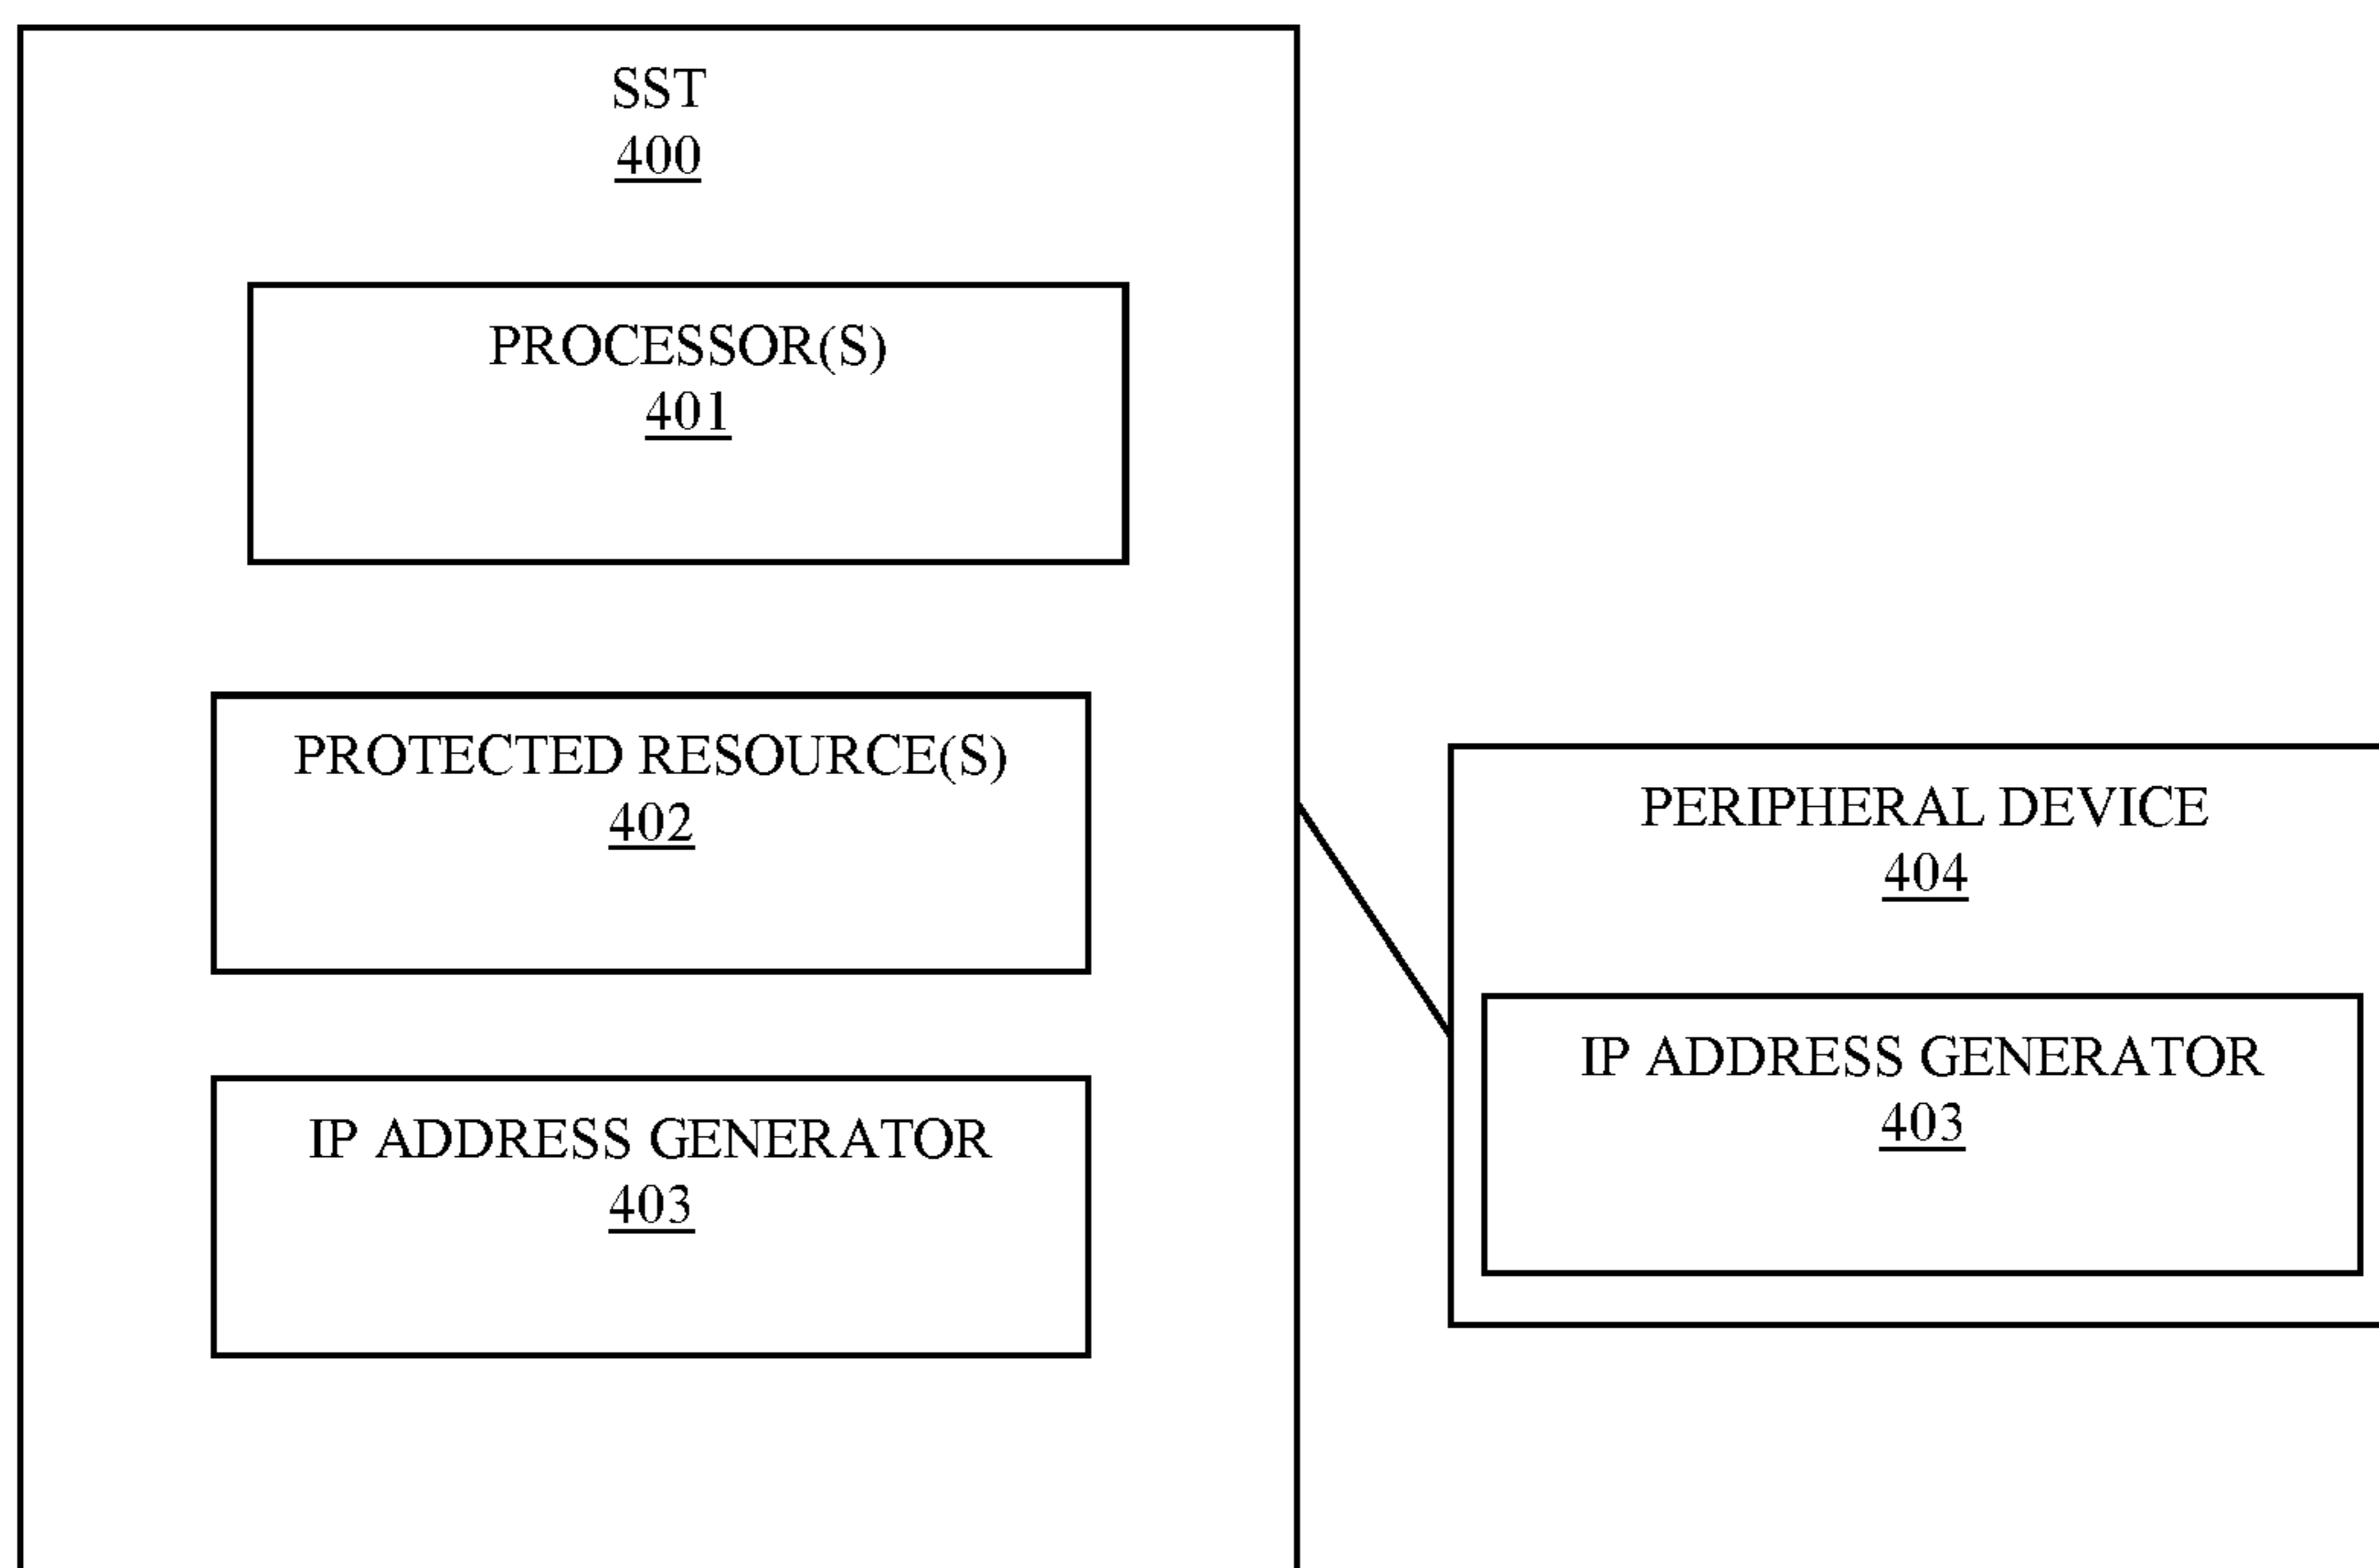 SST
400
PROCESSOR(S)
401
PROTECTED RESOURCE(S)
402
IP ADDRESS GENERATOR
403
PERIPHERAL DEVICE
404
IP ADDRESS GENERATOR
403